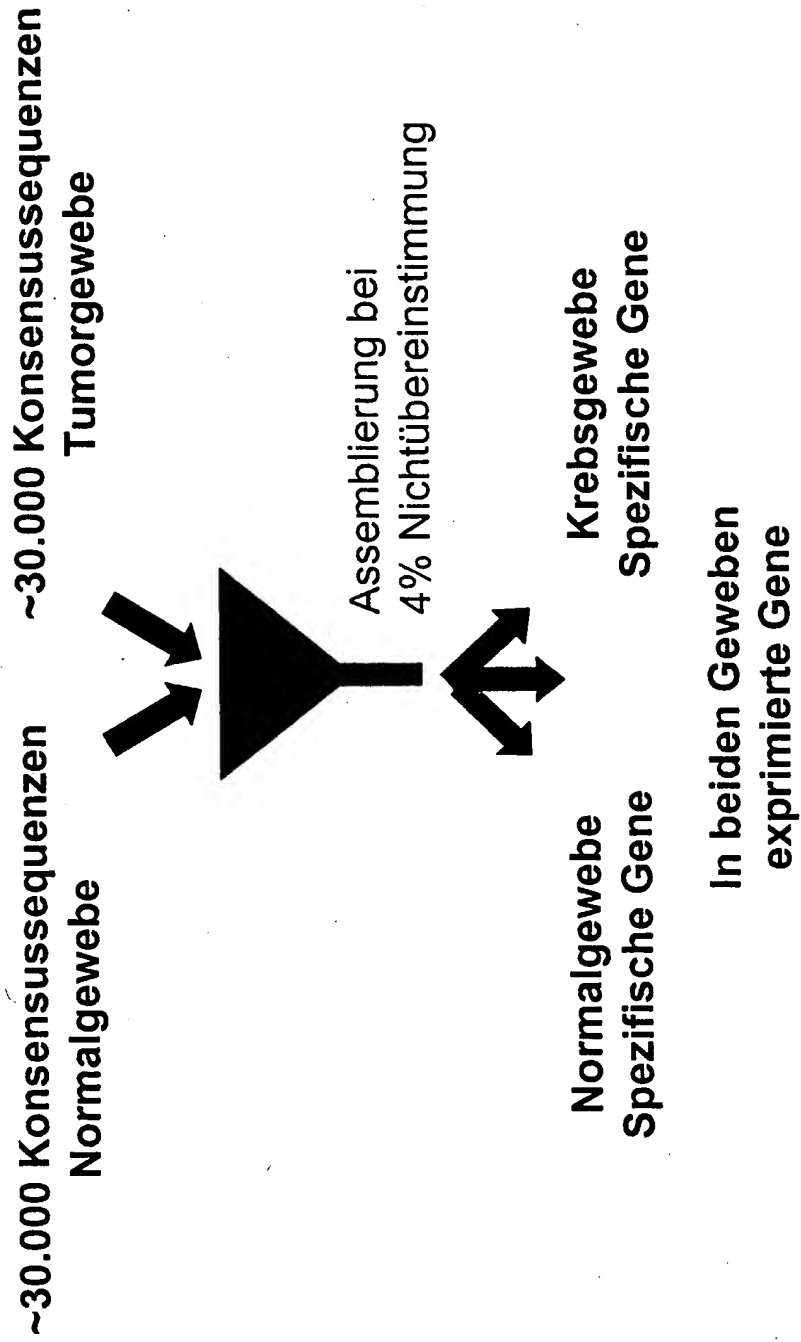 ~30.000 Konsensussequenzen
Normalgewebe
~30.000 Konsensussequenzen
Tumorgewebe
Assemblierung bei
4% Nichtübereinstimmung
Normalgewebe
Spezifische Gene
In beiden Geweben
exprimierte Gene
Krebsgewebe
Spezifische Gene